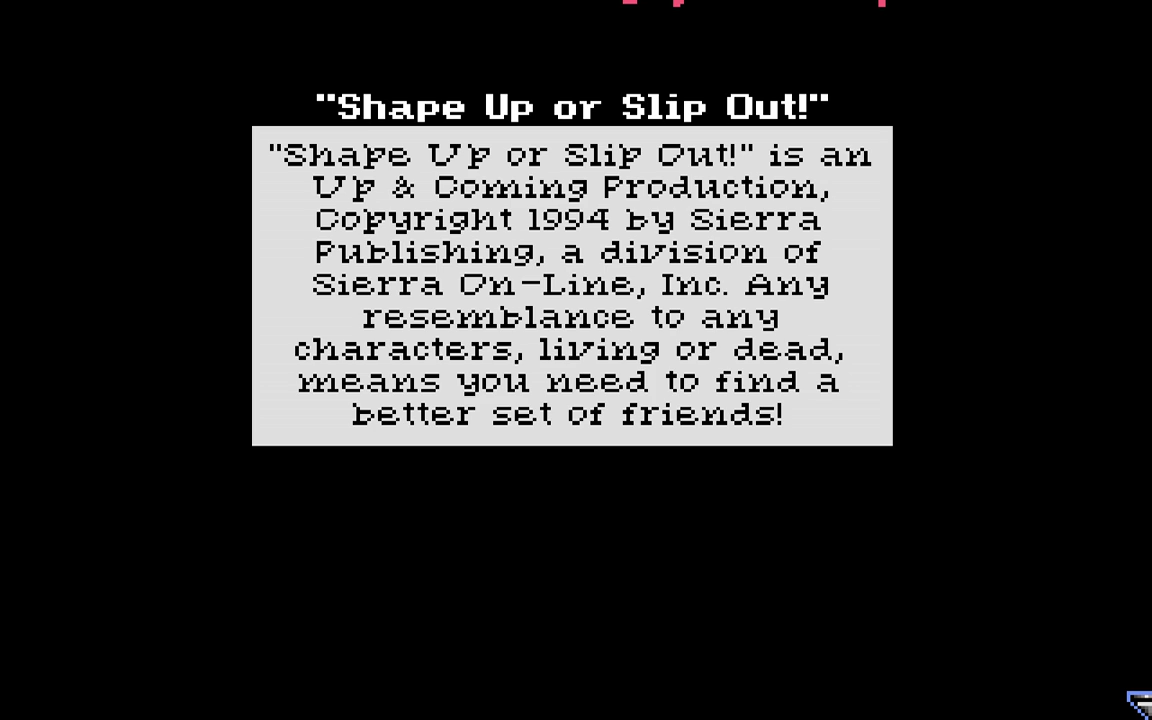 "Shape Up or Slip Out!"
"Shape Up or Slip Out!" is an
Up & Coming Production,
Copyright 1994 by Sierra
Publishing, a division of
Sierra On-Line, Inc. Any
resemblance to any
characters, living or dead,
means you need to find a
better set of friends!